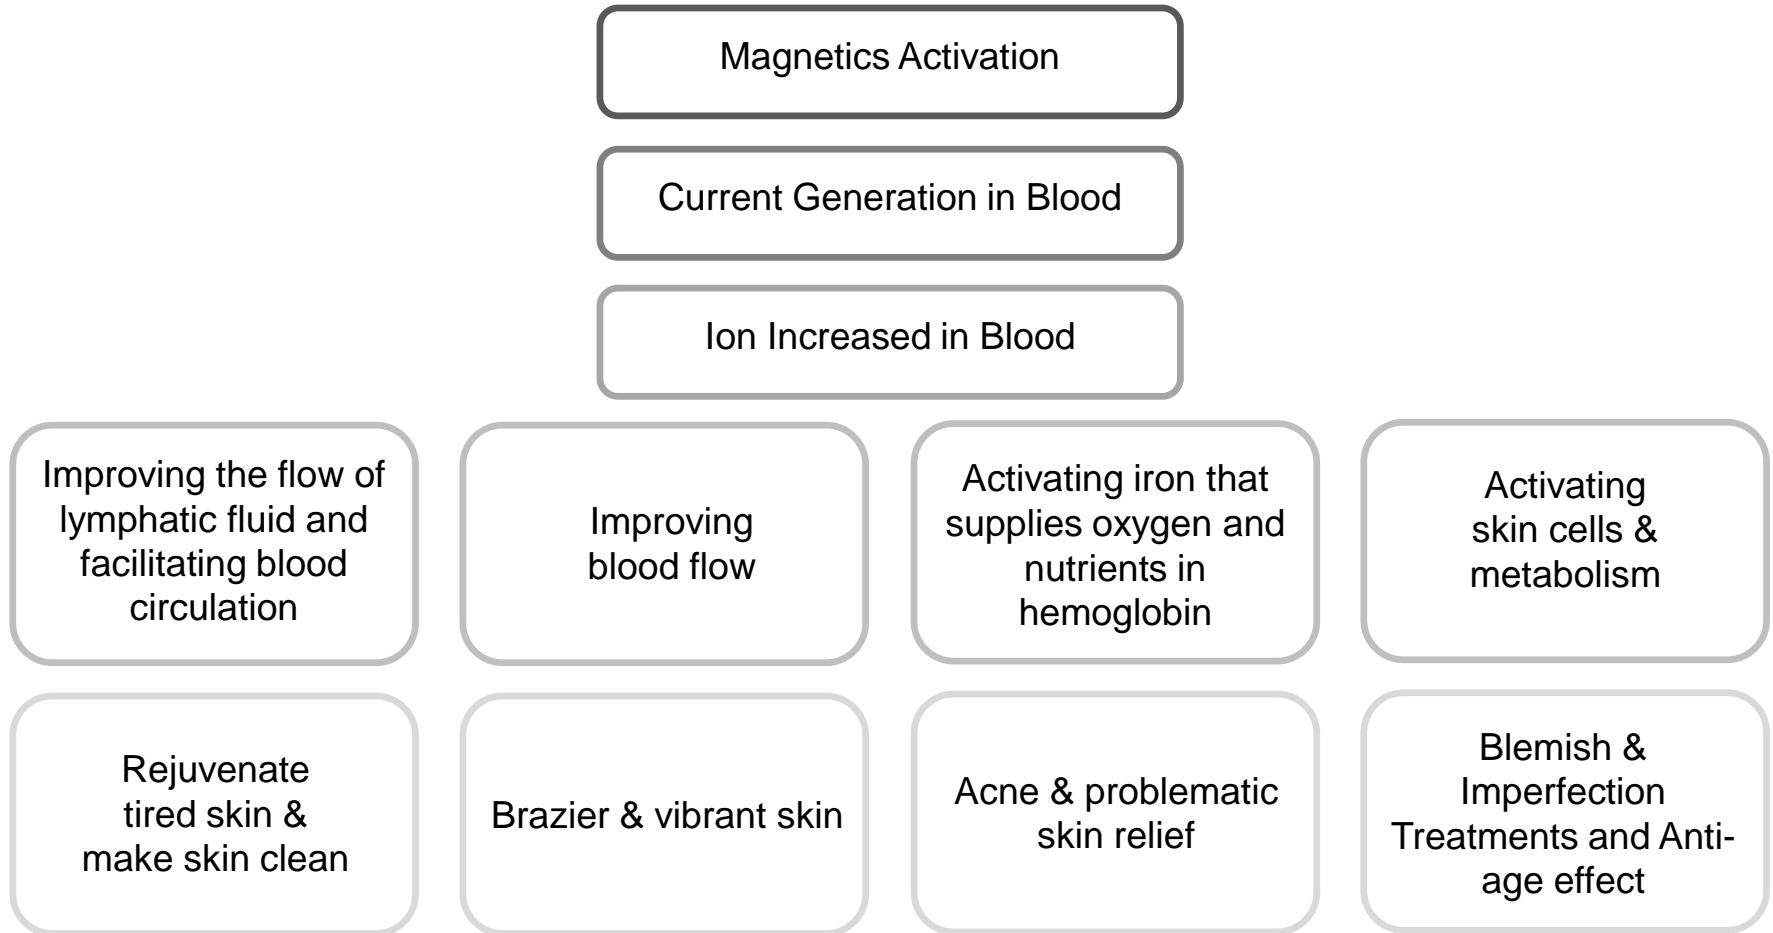 Magnetics Activation
Current Generation in Blood
Ion Increased in Blood
Improving the flow of
lymphatic fluid and
facilitating blood
circulation
Improving
blood flow
Activating iron that
supplies oxygen and
nutrients in
hemoglobin
Activating
skin cells &
metabolism
Rejuvenate
tired skin &
make skin clean
Brazier & vibrant skin
Acne & problematic
skin relief
Blemish &
Imperfection
Treatments and Anti-
age effect